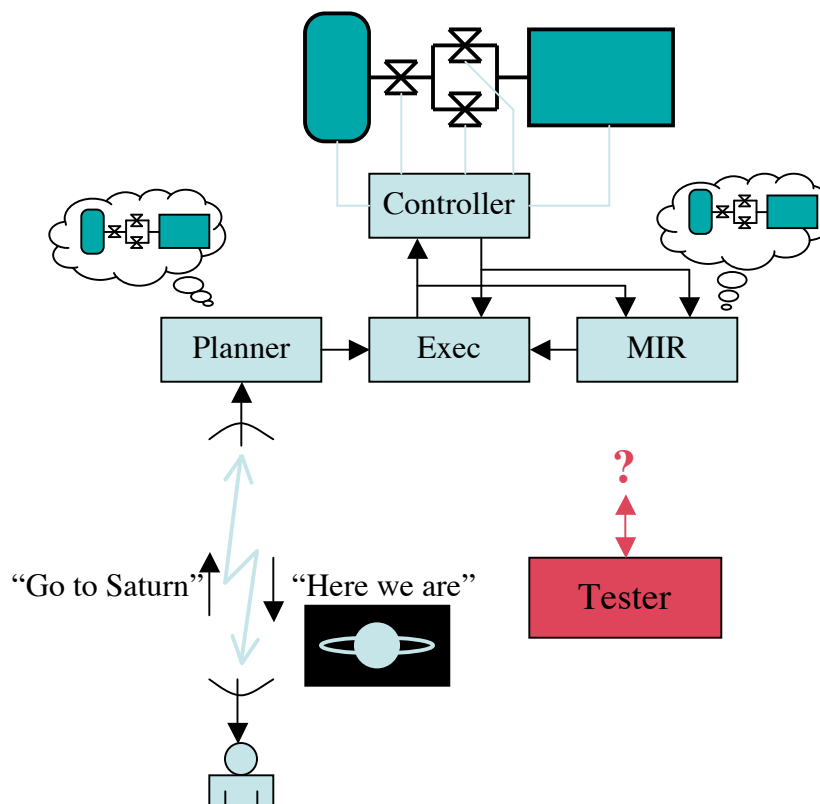 Controller
Planner
Exec
MIR
?
“Go to Saturn”
“Here we are”
Tester